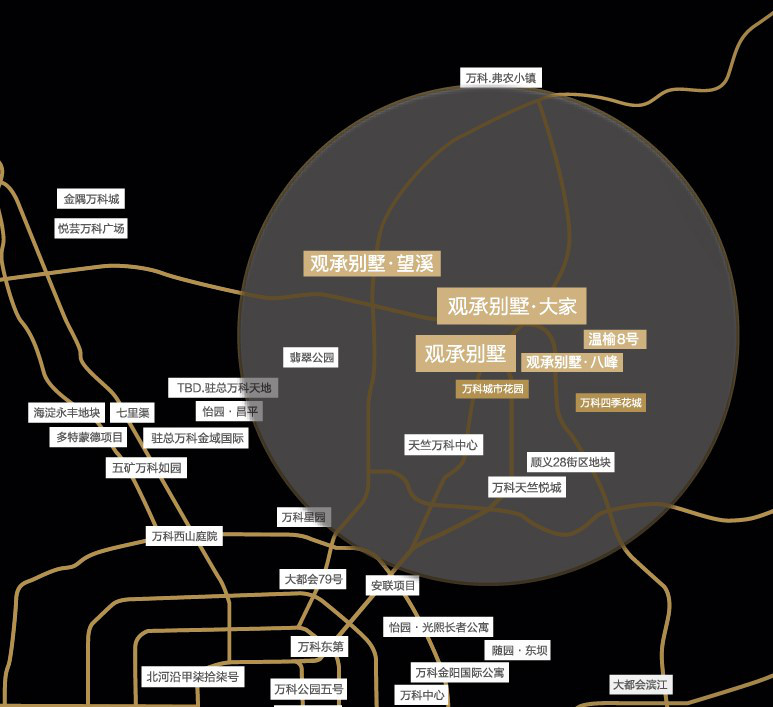 万科.弗农小镇
金隅万科城
悦芸万科广场
观承别墅·望溪
观承别墅·大家
温榆8号
观承别墅
观承别墅·八峰
翡翠公园
TBD.驻总万科天地
万科城市花园
万科四季花城
海淀永丰地块
七里渠
怡园·昌平
多特蒙德项目
驻总万科金域国际
天竺万科中心
五矿万科如园
顺义28街区地块
万科天竺悦城
万科星园
万科西山庭院
大都会79号
安联项目
怡园·光熙长者公寓
万科东第
随园·东坝
北河沿甲柒拾柒号
万科金阳国际公寓
万科公园五号
万科中心
大都会滨江